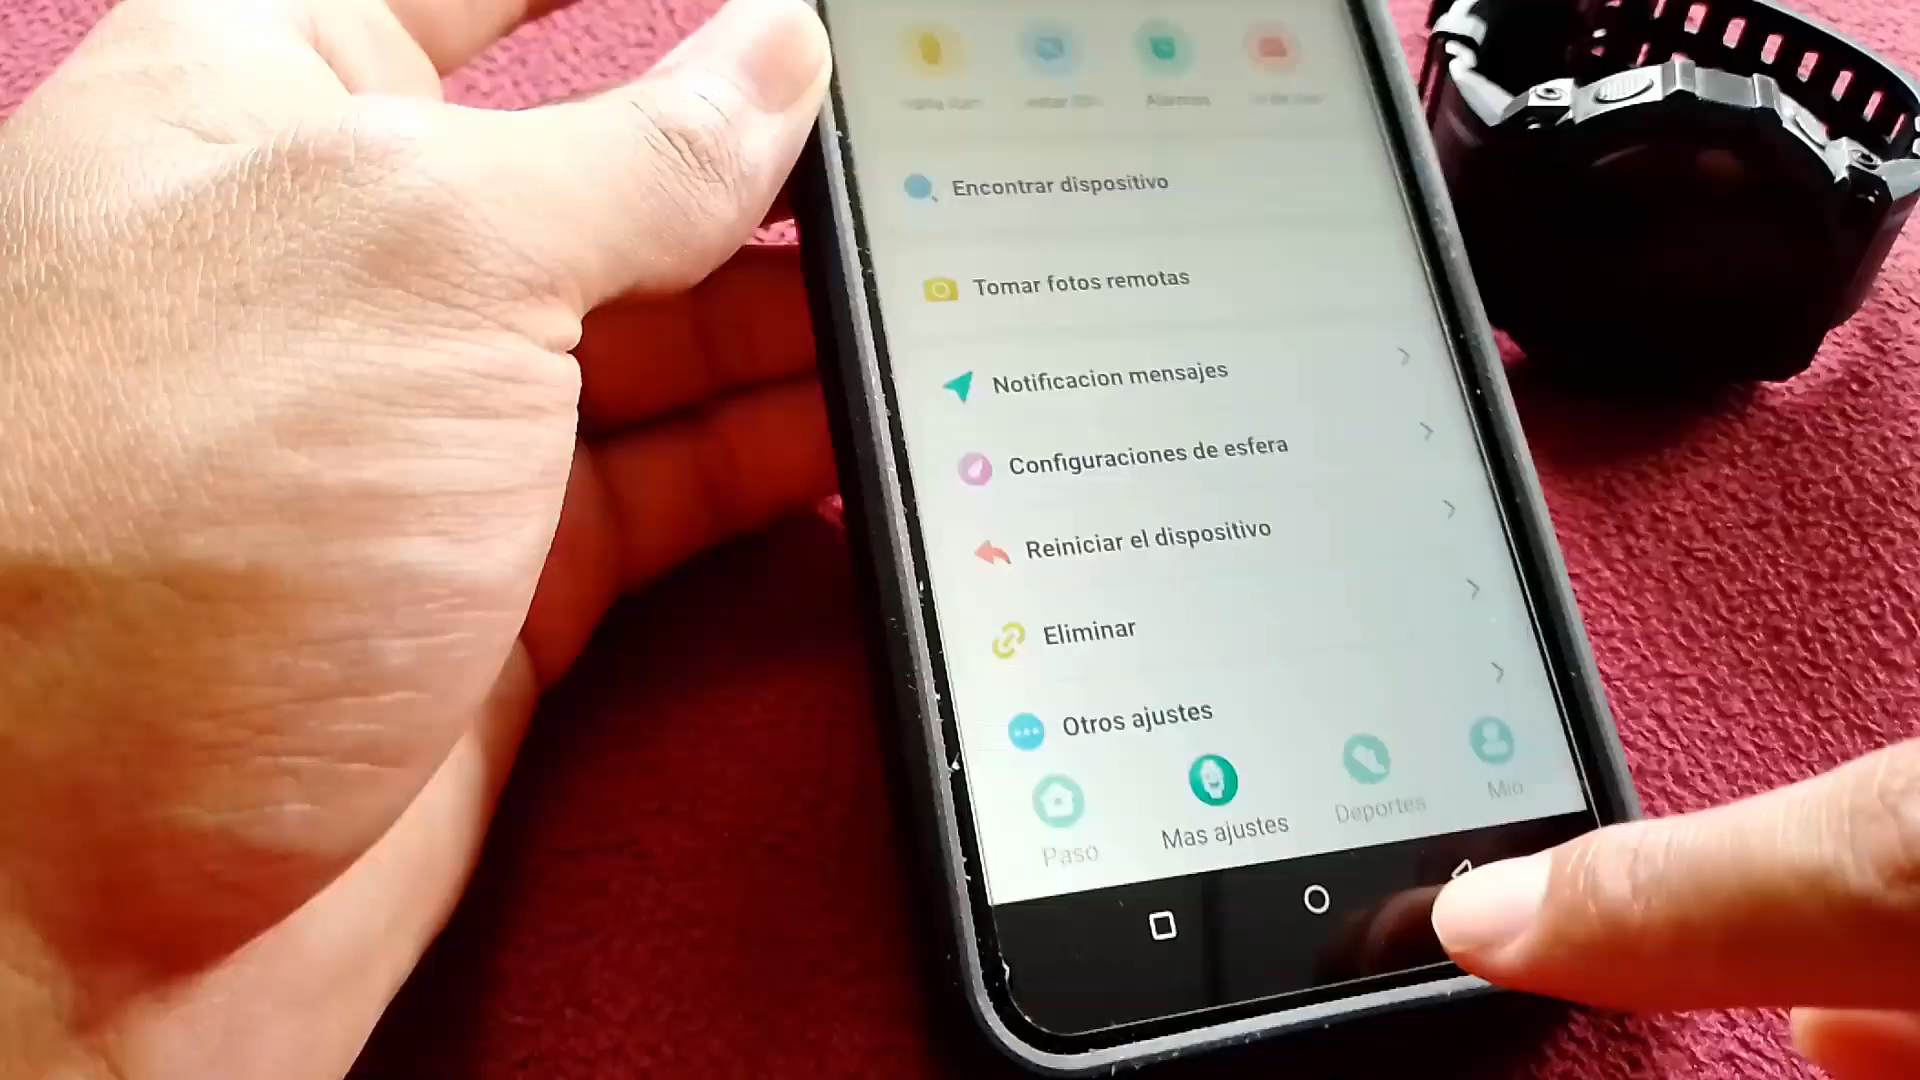 Alarmas
Encontrar dispositivo
Tomar fotos remotas
Notificacion mensajes
Configuraciones de esfera
Reiniciar el dispositivo
Eliminar
Otros ajustes
Paso
Mas ajustes
Deportes
Mio